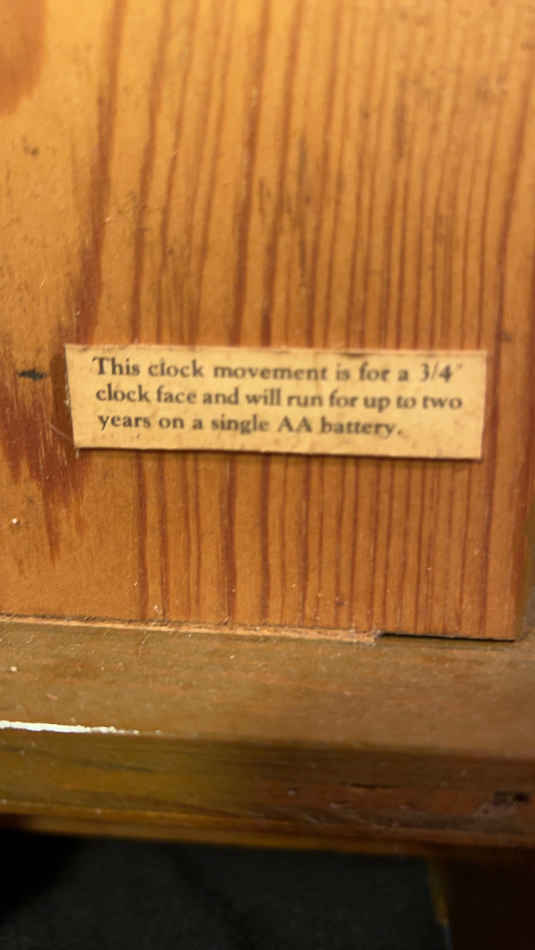 This clock movement is for a 3/4"
clock face and will run for up to two
years on a single AA battery.